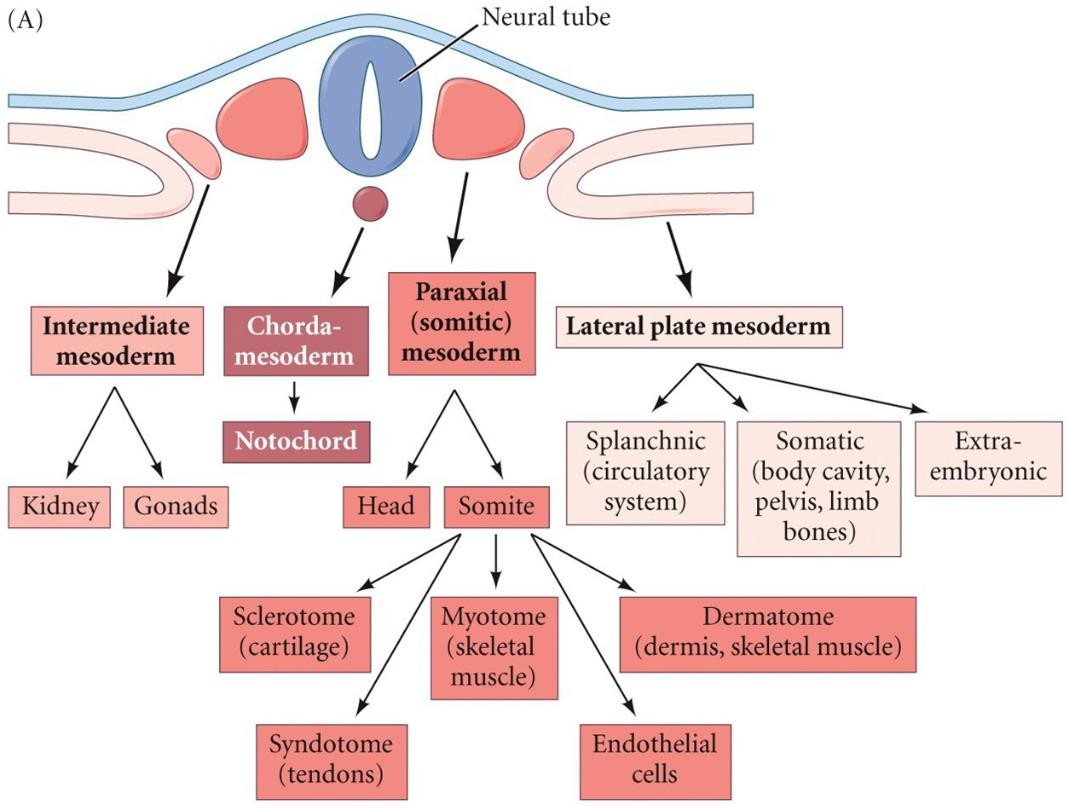 (A)
Neural tube
Intermediate
mesoderm
Chorda-
mesoderm
Paraxial
(somitic)
mesoderm
Lateral plate mesoderm
Notochord
Kidney
Gonads
Head
Somite
Splanchnic
(circulatory
system)
Somatic
(body cavity,
pelvis, limb
bones)
Extra-
embryonic
Sclerotome
(cartilage)
Myotome
(skeletal
muscle)
Dermatome
(dermis, skeletal muscle)
Syndotome
(tendons)
Endothelial
cells